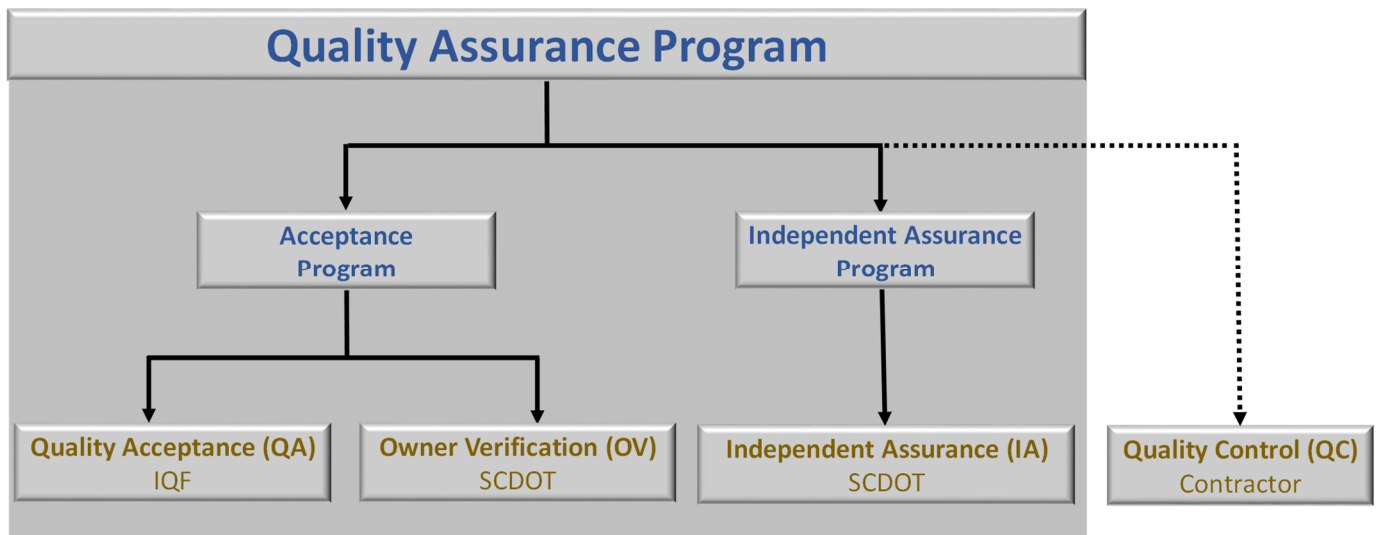 Quality Assurance Program
Acceptance
Program
Independent Assurance
Program
Quality Acceptance (QA)
IQF
Owner Verification (OV)
SCDOT
Independent Assurance (IA)
SCDOT
Quality Control (QC)
Contractor